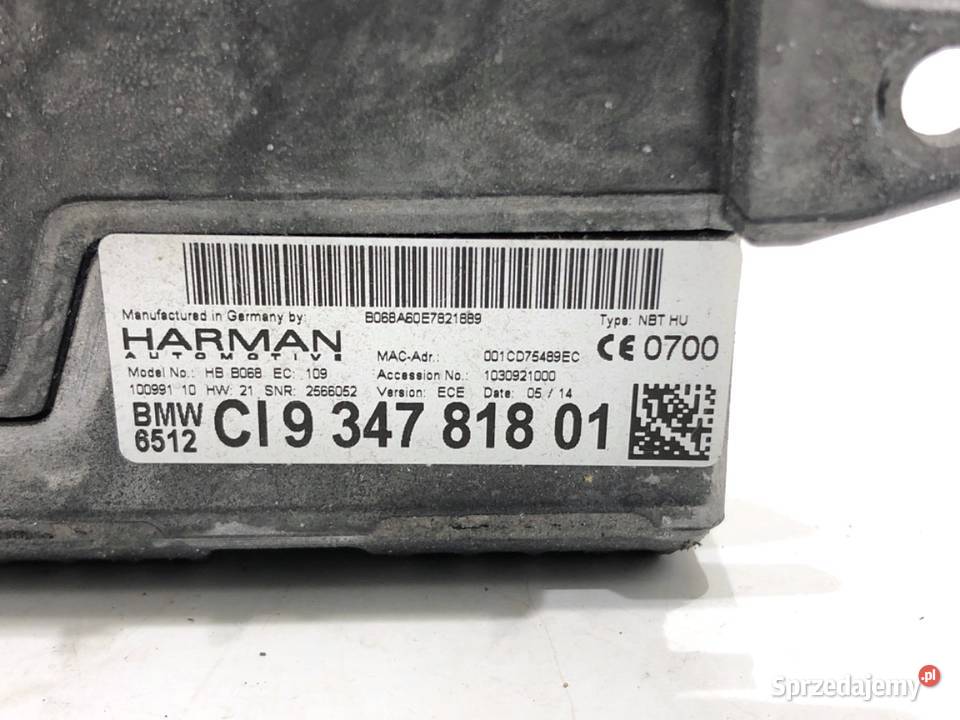 B068A60E7821889
Manufactured in Germany by: Type: NBT HU
HARMAN
AUTOMOTIVE
MAC-Adr.: 001CD75489EC CE 0700
Model No.: HB B068 EC: 109 Accession No.: 1030921000
100991 10 HW: 21 SNR: 2566052 Version: ECE Date: 05 / 14
BMW
6512 CI 9 347 818 01
Sprzedajemy.pl